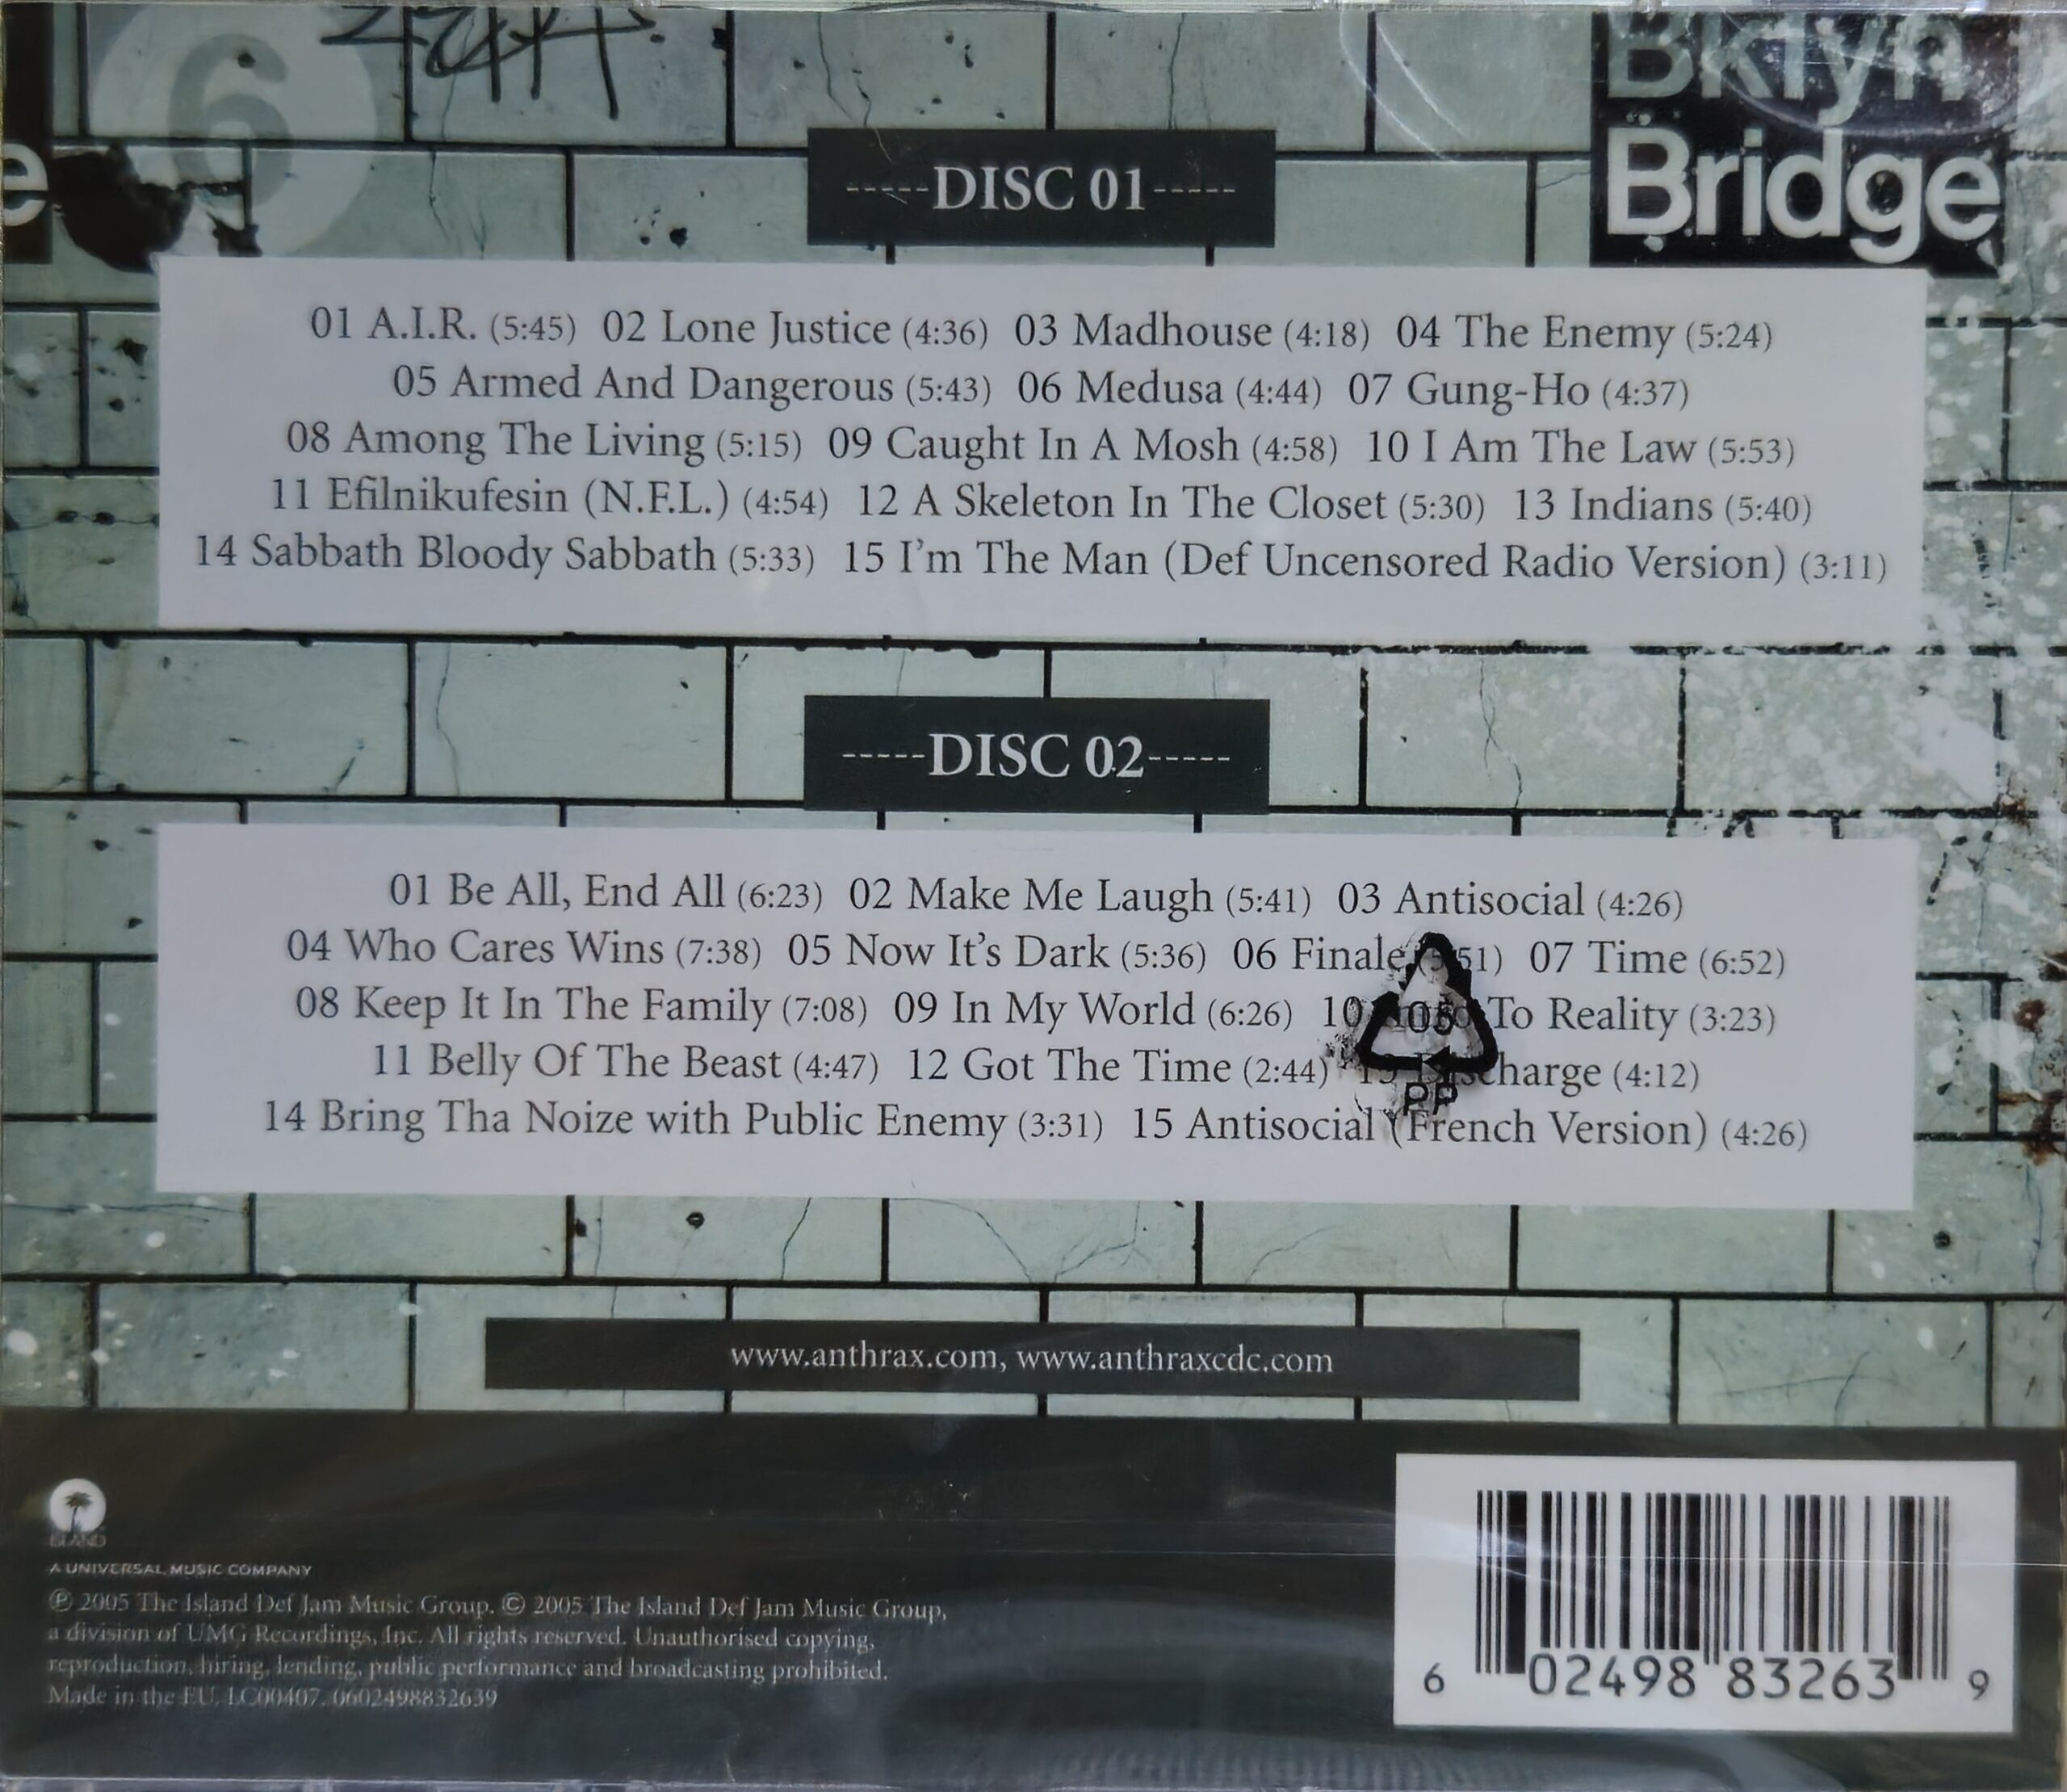 6
Bklyn
Bridge
e
-----DISC 01-----
01 A.I.R. (5:45) 02 Lone Justice (4:36) 03 Madhouse (4:18) 04 The Enemy (5:24)
05 Armed And Dangerous (5:43) 06 Medusa (4:44) 07 Gung-Ho (4:37)
08 Among The Living (5:15) 09 Caught In A Mosh (4:58) 10 I Am The Law (5:53)
11 Efilnikufesin (N.F.L.) (4:54) 12 A Skeleton In The Closet (5:30) 13 Indians (5:40)
14 Sabbath Bloody Sabbath (5:33) 15 I'm The Man (Def Uncensored Radio Version) (3:11)
-----DISC 02-----
01 Be All, End All (6:23) 02 Make Me Laugh (5:41) 03 Antisocial (4:26)
04 Who Cares Wins (7:38) 05 Now It's Dark (5:36) 06 Finale 07 Time (6:52)
08 Keep It In The Family (7:08) 09 In My World (6:26) 10 To Reality (3:23)
11 Belly Of The Beast (4:47) 12 Got The Time (2:44) 13 Discharge (4:12)
14 Bring Tha Noize with Public Enemy (3:31) 15 Antisocial (French Version) (4:26)
05
PP
www.anthrax.com, www.anthraxcdc.com
ISLAND
A UNIVERSAL MUSIC COMPANY
℗ 2005 The Island Def Jam Music Group. © 2005 The Island Def Jam Music Group,
a division of UMG Recordings, Inc. All rights reserved. Unauthorised copying,
reproduction, hiring, lending, public performance and broadcasting prohibited.
Made in the EU. LC00407. 0602498832639
6 02498 83263 9